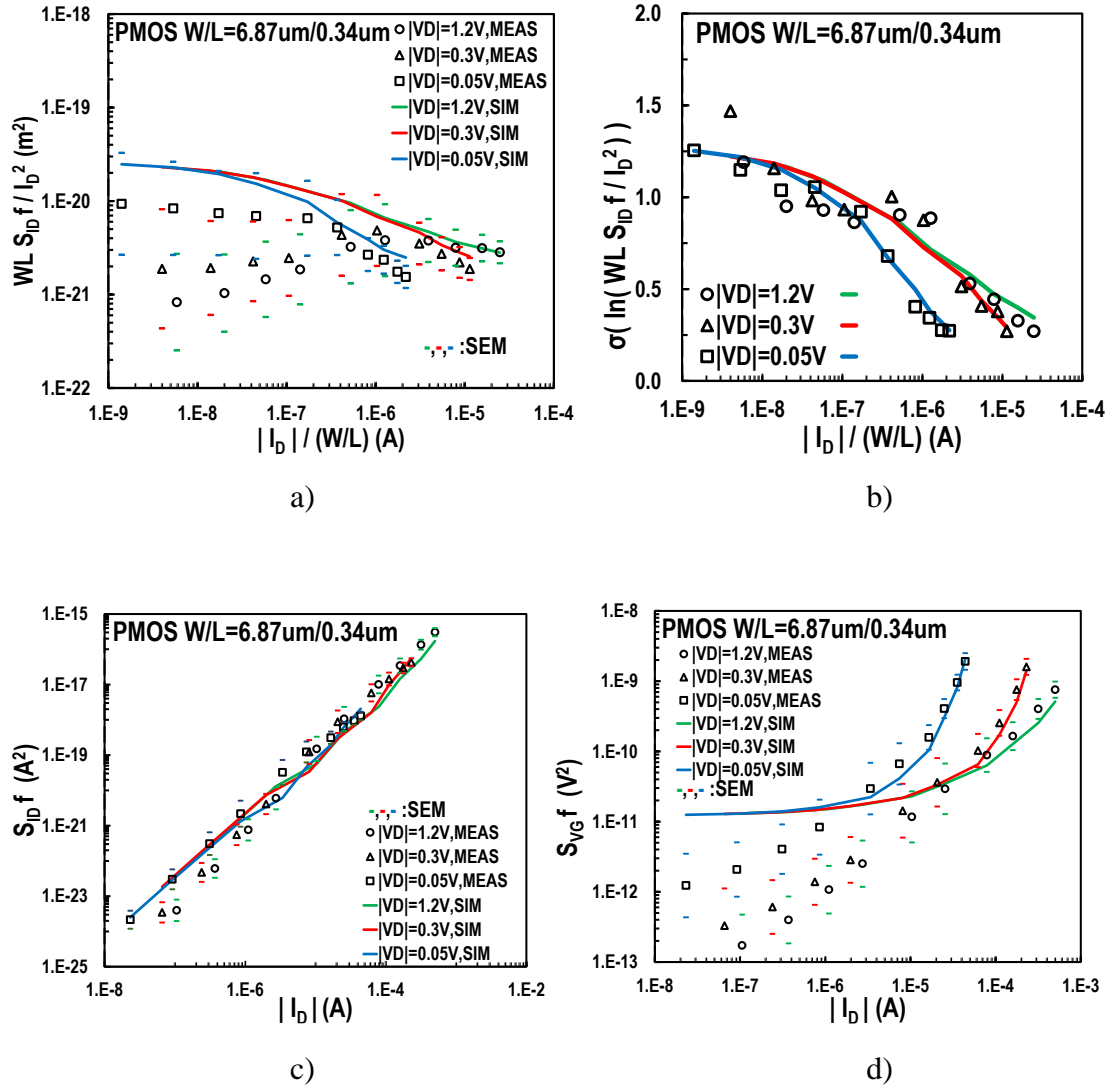 PMOS W/L=6.87um/0.34um
|VD|=1.2V,MEAS
|VD|=0.3V,MEAS
|VD|=0.05V,MEAS
|VD|=1.2V,SIM
|VD|=0.3V,SIM
|VD|=0.05V,SIM
-,-,- :SEM
WL S_ID f / I_D^2 (m²)
1.E-18
1.E-19
1.E-20
1.E-21
1.E-22
1.E-9 1.E-8 1.E-7 1.E-6 1.E-5 1.E-4
| I_D | / (W/L) (A)
a)
PMOS W/L=6.87um/0.34um
|VD|=1.2V
|VD|=0.3V
|VD|=0.05V
σ( ln( WL S_ID f / I_D^2 ) )
2.0
1.5
1.0
0.5
0.0
1.E-9 1.E-8 1.E-7 1.E-6 1.E-5 1.E-4
| I_D | / (W/L) (A)
b)
PMOS W/L=6.87um/0.34um
-,-,- :SEM
|VD|=1.2V,MEAS
|VD|=0.3V,MEAS
|VD|=0.05V,MEAS
|VD|=1.2V,SIM
|VD|=0.3V,SIM
|VD|=0.05V,SIM
S_ID f (A²)
1.E-15
1.E-17
1.E-19
1.E-21
1.E-23
1.E-25
1.E-8 1.E-6 1.E-4 1.E-2
| I_D | (A)
c)
PMOS W/L=6.87um/0.34um
|VD|=1.2V,MEAS
|VD|=0.3V,MEAS
|VD|=0.05V,MEAS
|VD|=1.2V,SIM
|VD|=0.3V,SIM
|VD|=0.05V,SIM
-,-,- :SEM
S_VG f (V²)
1.E-8
1.E-9
1.E-10
1.E-11
1.E-12
1.E-13
1.E-8 1.E-7 1.E-6 1.E-5 1.E-4 1.E-3
| I_D | (A)
d)